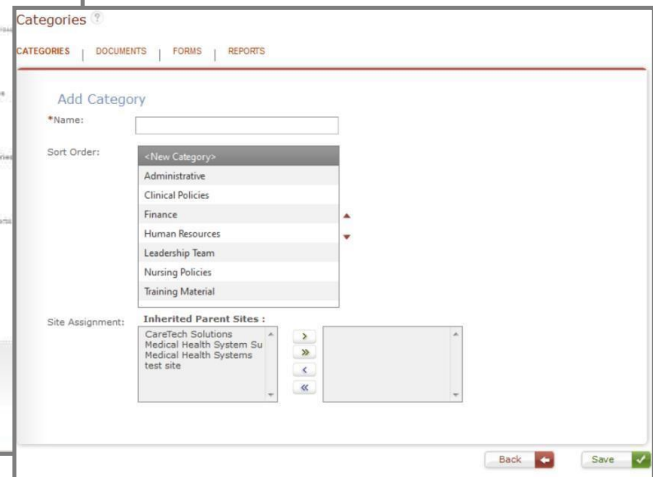 Categories ?
CATEGORIES | DOCUMENTS | FORMS | REPORTS
Add Category
*Name:
Sort Order:
<New Category>
Administrative
Clinical Policies
Finance
Human Resources
Leadership Team
Nursing Policies
Training Material
Site Assignment:
Inherited Parent Sites :
CareTech Solutions
Medical Health System Su
Medical Health Systems
test site
>
»
<
«
Back
Save